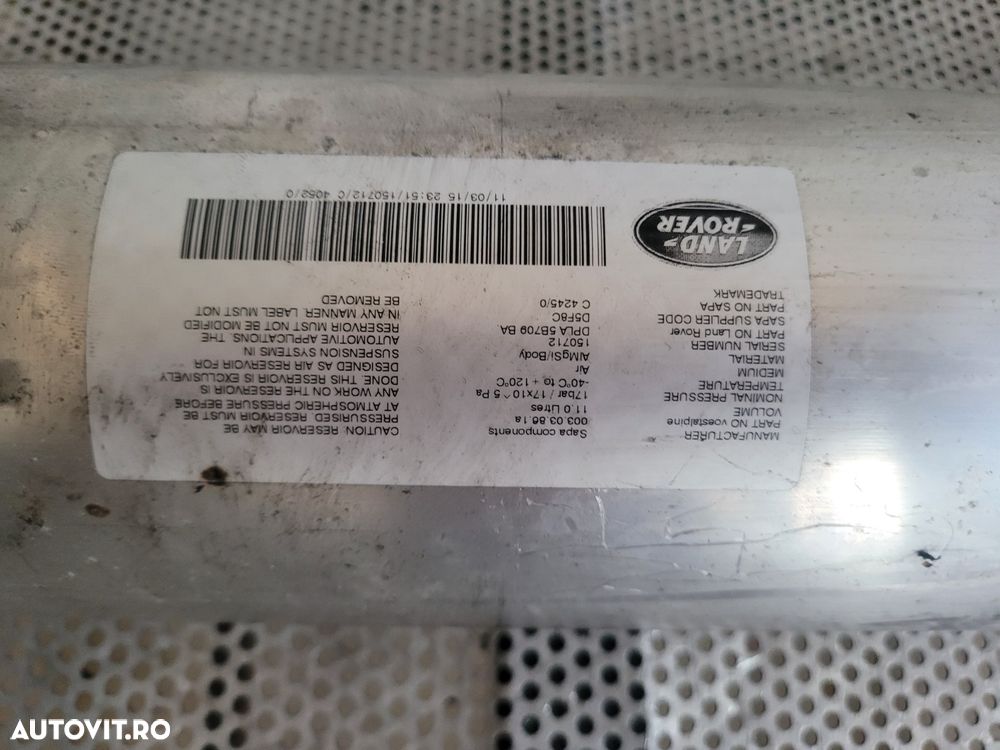 MANUFACTURER
PART NO voestalpine
VOLUME
NOMINAL PRESSURE
TEMPERATURE
MEDIUM
MATERIAL
SERIAL NUMBER
PART NO Land Rover
SAPA SUPPLIER CODE
PART NO SAPA
TRADEMARK
Sapa components
003.03.86.1a
11.0 Litres
17bar / 17x10^5 Pa
-40°C to + 120°C
Air
AlMgSi/Body
150712
DPLA 5B709 BA
D5F8C
C 4245/0
CAUTION. RESERVOIR MAY BE
PRESSURISED. RESERVOIR MUST BE
AT ATMOSPHERIC PRESSURE BEFORE
ANY WORK ON THE RESERVOIR IS
DONE. THIS RESERVOIR IS EXCLUSIVELY
DESIGNED AS AIR RESERVOIR FOR
SUSPENSION SYSTEMS IN
AUTOMOTIVE APPLICATIONS. THE
RESERVOIR MUST NOT BE MODIFIED
IN ANY MANNER. LABEL MUST NOT
BE REMOVED
LAND
ROVER
11/03/15 23:51/150712/C 4052/0
AUTOVIT.RO